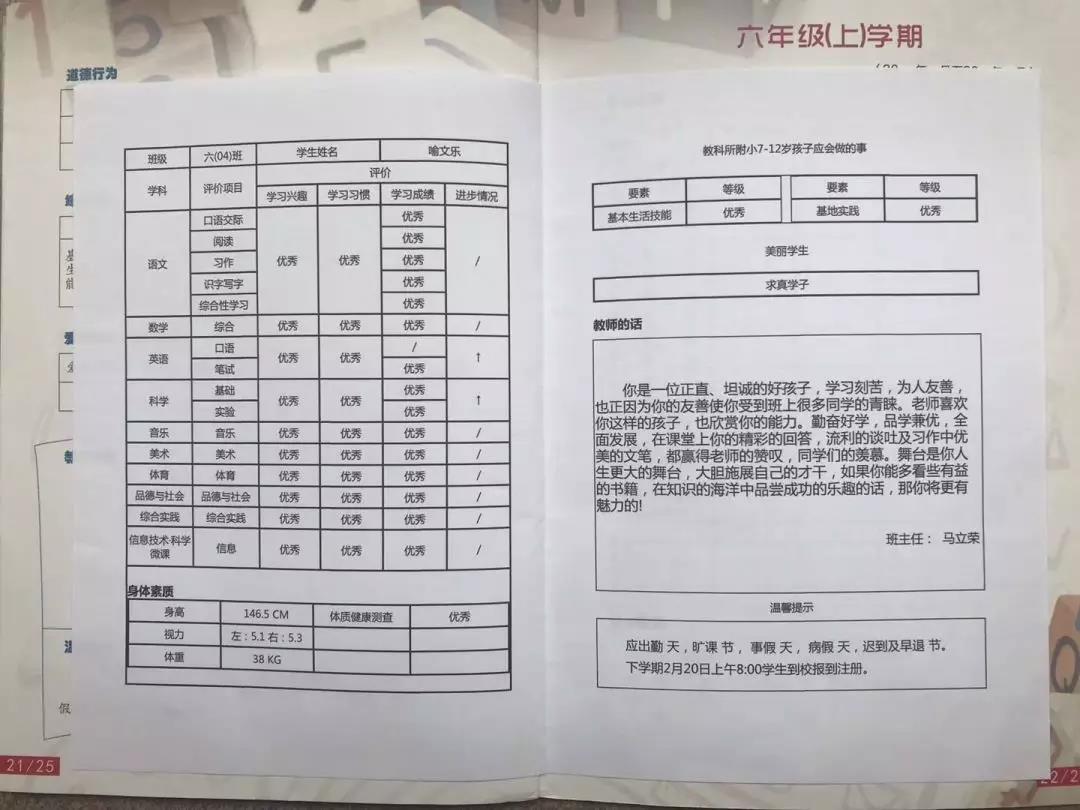 六年级(上)学期
道德行为
班级 六(04)班 学生姓名 喻文乐
学科 评价项目 评价
学习兴趣 学习习惯 学习成绩 进步情况
语文 口语交际 优秀 优秀 优秀 /
阅读 优秀
习作 优秀
识字写字 优秀
综合性学习 优秀
数学 综合 优秀 优秀 优秀 /
英语 口语 优秀 优秀 / ↑
笔试 优秀
科学 基础 优秀 优秀 优秀 ↑
实验 优秀
音乐 音乐 优秀 优秀 优秀 /
美术 美术 优秀 优秀 优秀 /
体育 体育 优秀 优秀 优秀 /
品德与社会 品德与社会 优秀 优秀 优秀 /
综合实践 综合实践 优秀 优秀 优秀 /
信息技术·科学
微课 信息 优秀 优秀 优秀 /
身体素质
身高 146.5 CM 体质健康测查 优秀
视力 左：5.1 右：5.3
体重 38 KG
21/25
教科所附小7-12岁孩子应会做的事
要素 等级 要素 等级
基本生活技能 优秀 基地实践 优秀
美丽学生
求真学子
教师的话
你是一位正直、坦诚的好孩子，学习刻苦，为人友善，
也正因为你的友善使你受到班上很多同学的青睐。老师喜欢
你这样的孩子，也欣赏你的能力。勤奋好学，品学兼优，全
面发展，在课堂上你的精彩的回答，流利的谈吐及习作中优
美的文笔，都赢得老师的赞叹，同学们的羡慕。舞台是你人
生更大的舞台，大胆施展自己的才干，如果你能多看些有益
的书籍，在知识的海洋中品尝成功的乐趣的话，那你将更有
魅力的!
班主任： 马立荣
温馨提示
应出勤 天，旷课 节， 事假 天， 病假 天，迟到及早退 节。
下学期2月20日上午8:00学生到校报到注册。